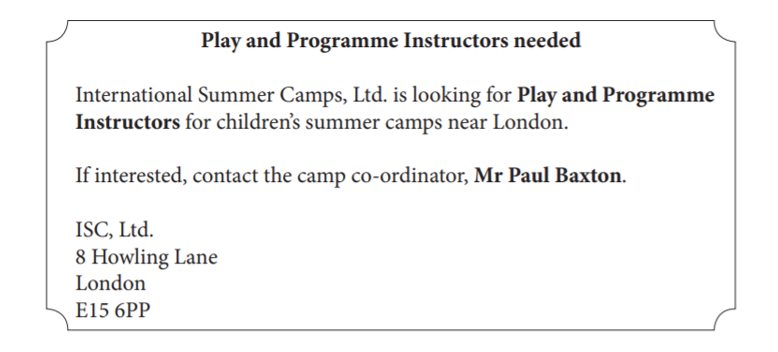 Play and Programme Instructors needed
International Summer Camps, Ltd. is looking for Play and Programme
Instructors for children’s summer camps near London.
If interested, contact the camp co-ordinator, Mr Paul Baxton.
ISC, Ltd.
8 Howling Lane
London
E15 6PP